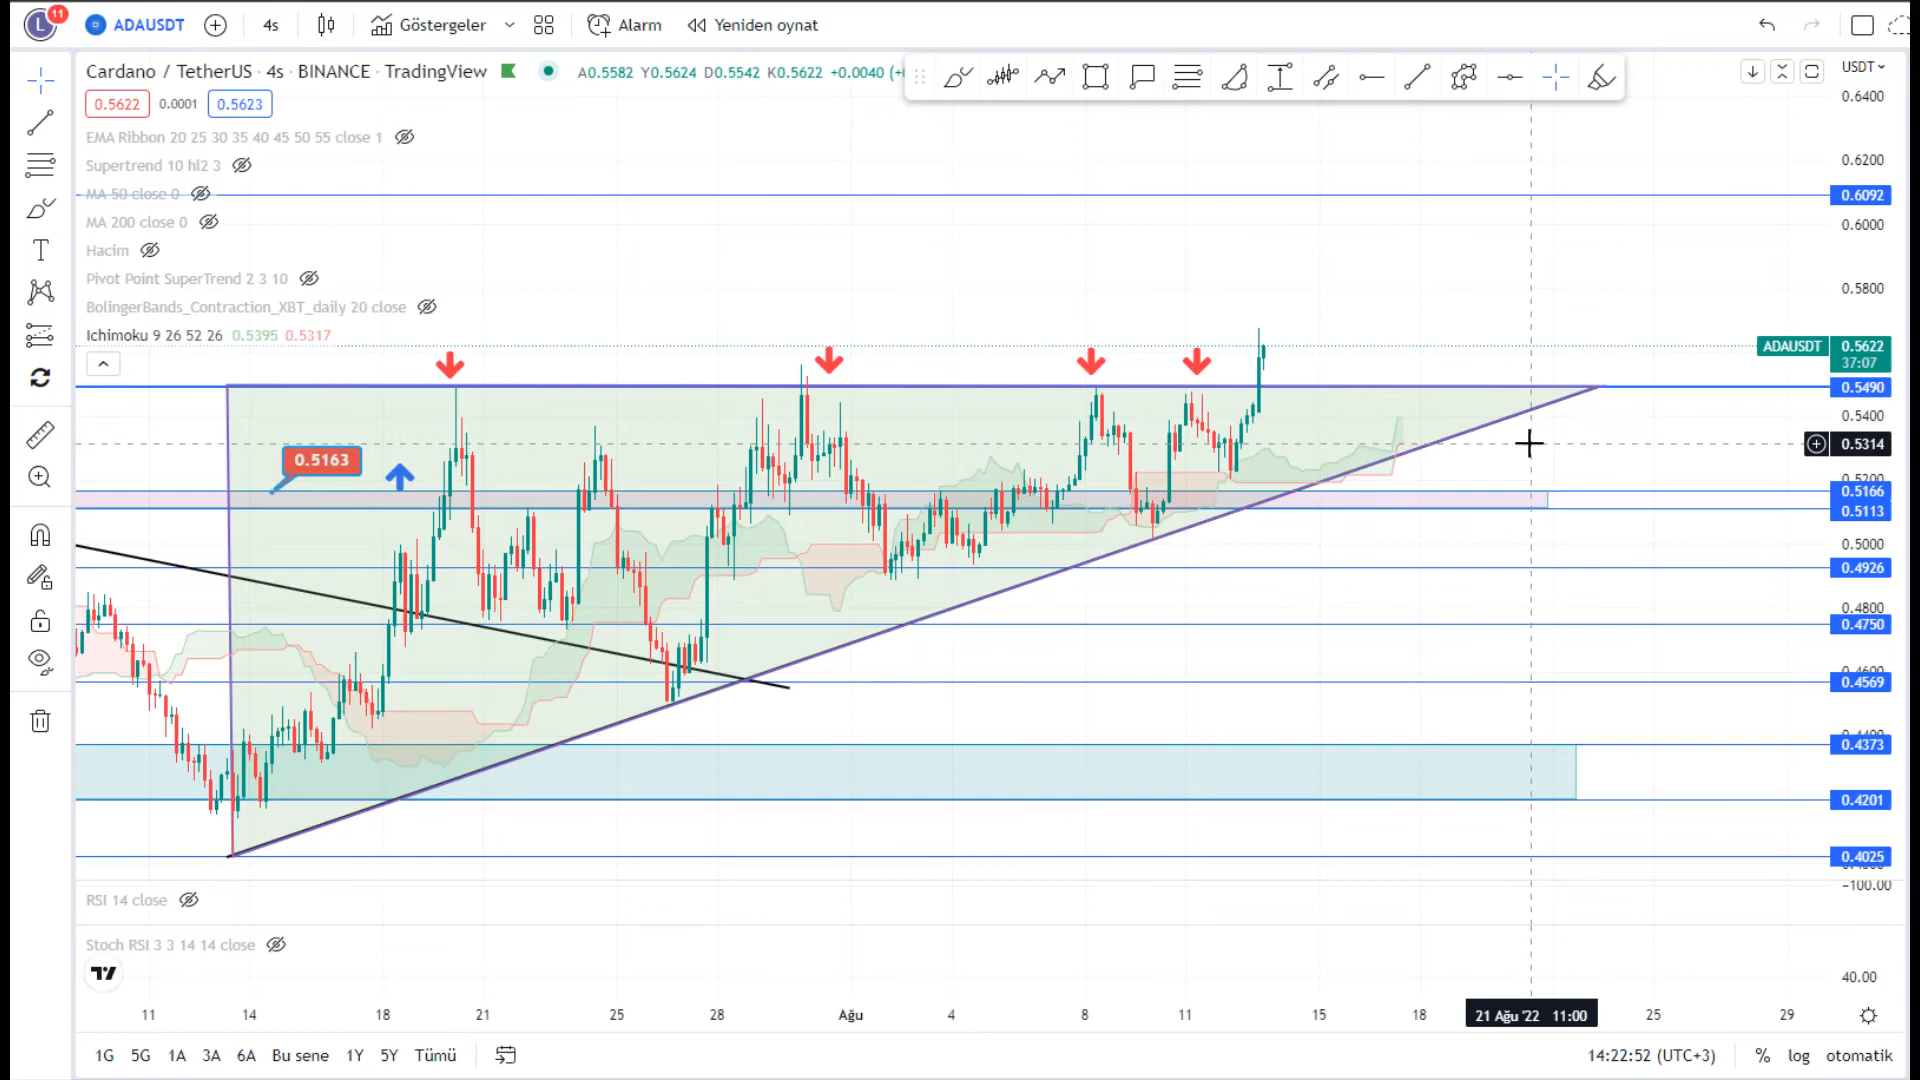 L 11 ADAUSDT 4s Göstergeler Alarm Yeniden oynat
Cardano / TetherUS · 4s · BINANCE · TradingView A0.5582 Y0.5624 D0.5542 K0.5622 +0.0040
USDT
0.5622 0.0001 0.5623
EMA Ribbon 20 25 30 35 40 45 50 55 close 1
Supertrend 10 hl2 3
MA 50 close 0
MA 200 close 0
Hacim
Pivot Point SuperTrend 2 3 10
BolingerBands_Contraction_XBT_daily 20 close
Ichimoku 9 26 52 26 0.5395 0.5317
0.5163
0.6400
0.6200
0.6092
0.6000
0.5800
ADAUSDT 0.5622
37:07
0.5490
0.5400
0.5314
0.5200
0.5166
0.5113
0.5000
0.4926
0.4800
0.4750
0.4600
0.4569
0.4373
0.4201
0.4025
-100.00
RSI 14 close
Stoch RSI 3 3 14 14 close
40.00
11 14 18 21 25 28 Ağu 4 8 11 15 18 21 Ağu '22 11:00 25 29
1G 5G 1A 3A 6A Bu sene 1Y 5Y Tümü 14:22:52 (UTC+3) % log otomatik